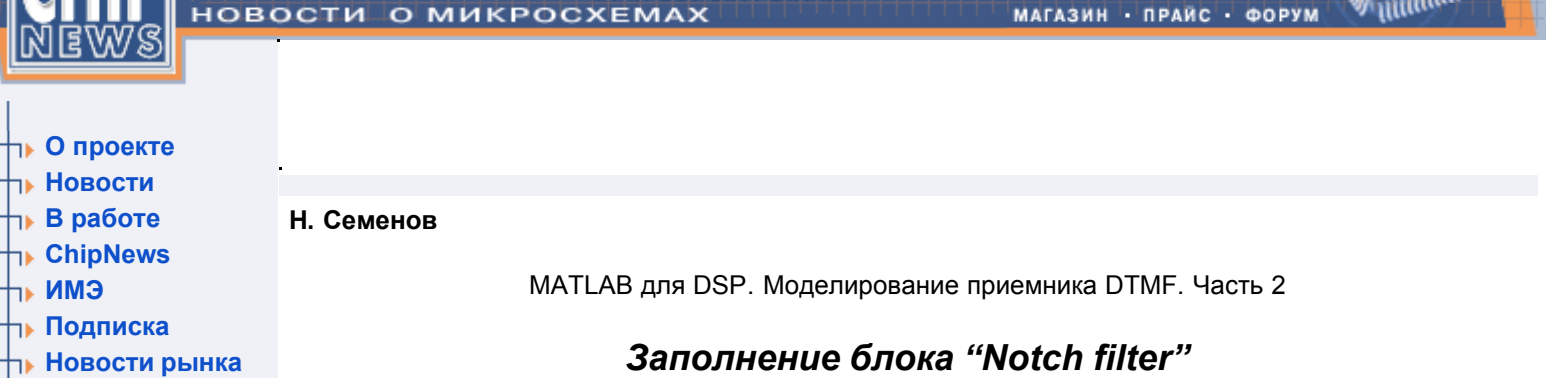 НОВОСТИ О МИКРОСХЕМАХ
МАГАЗИН · ПРАЙС · ФОРУМ
NEWS
О проекте
Новости
В работе
ChipNews
ИМЭ
Подписка
Новости рынка
Н. Семенов
MATLAB для DSP. Моделирование приемника DTMF. Часть 2
Заполнение блока “Notch filter”